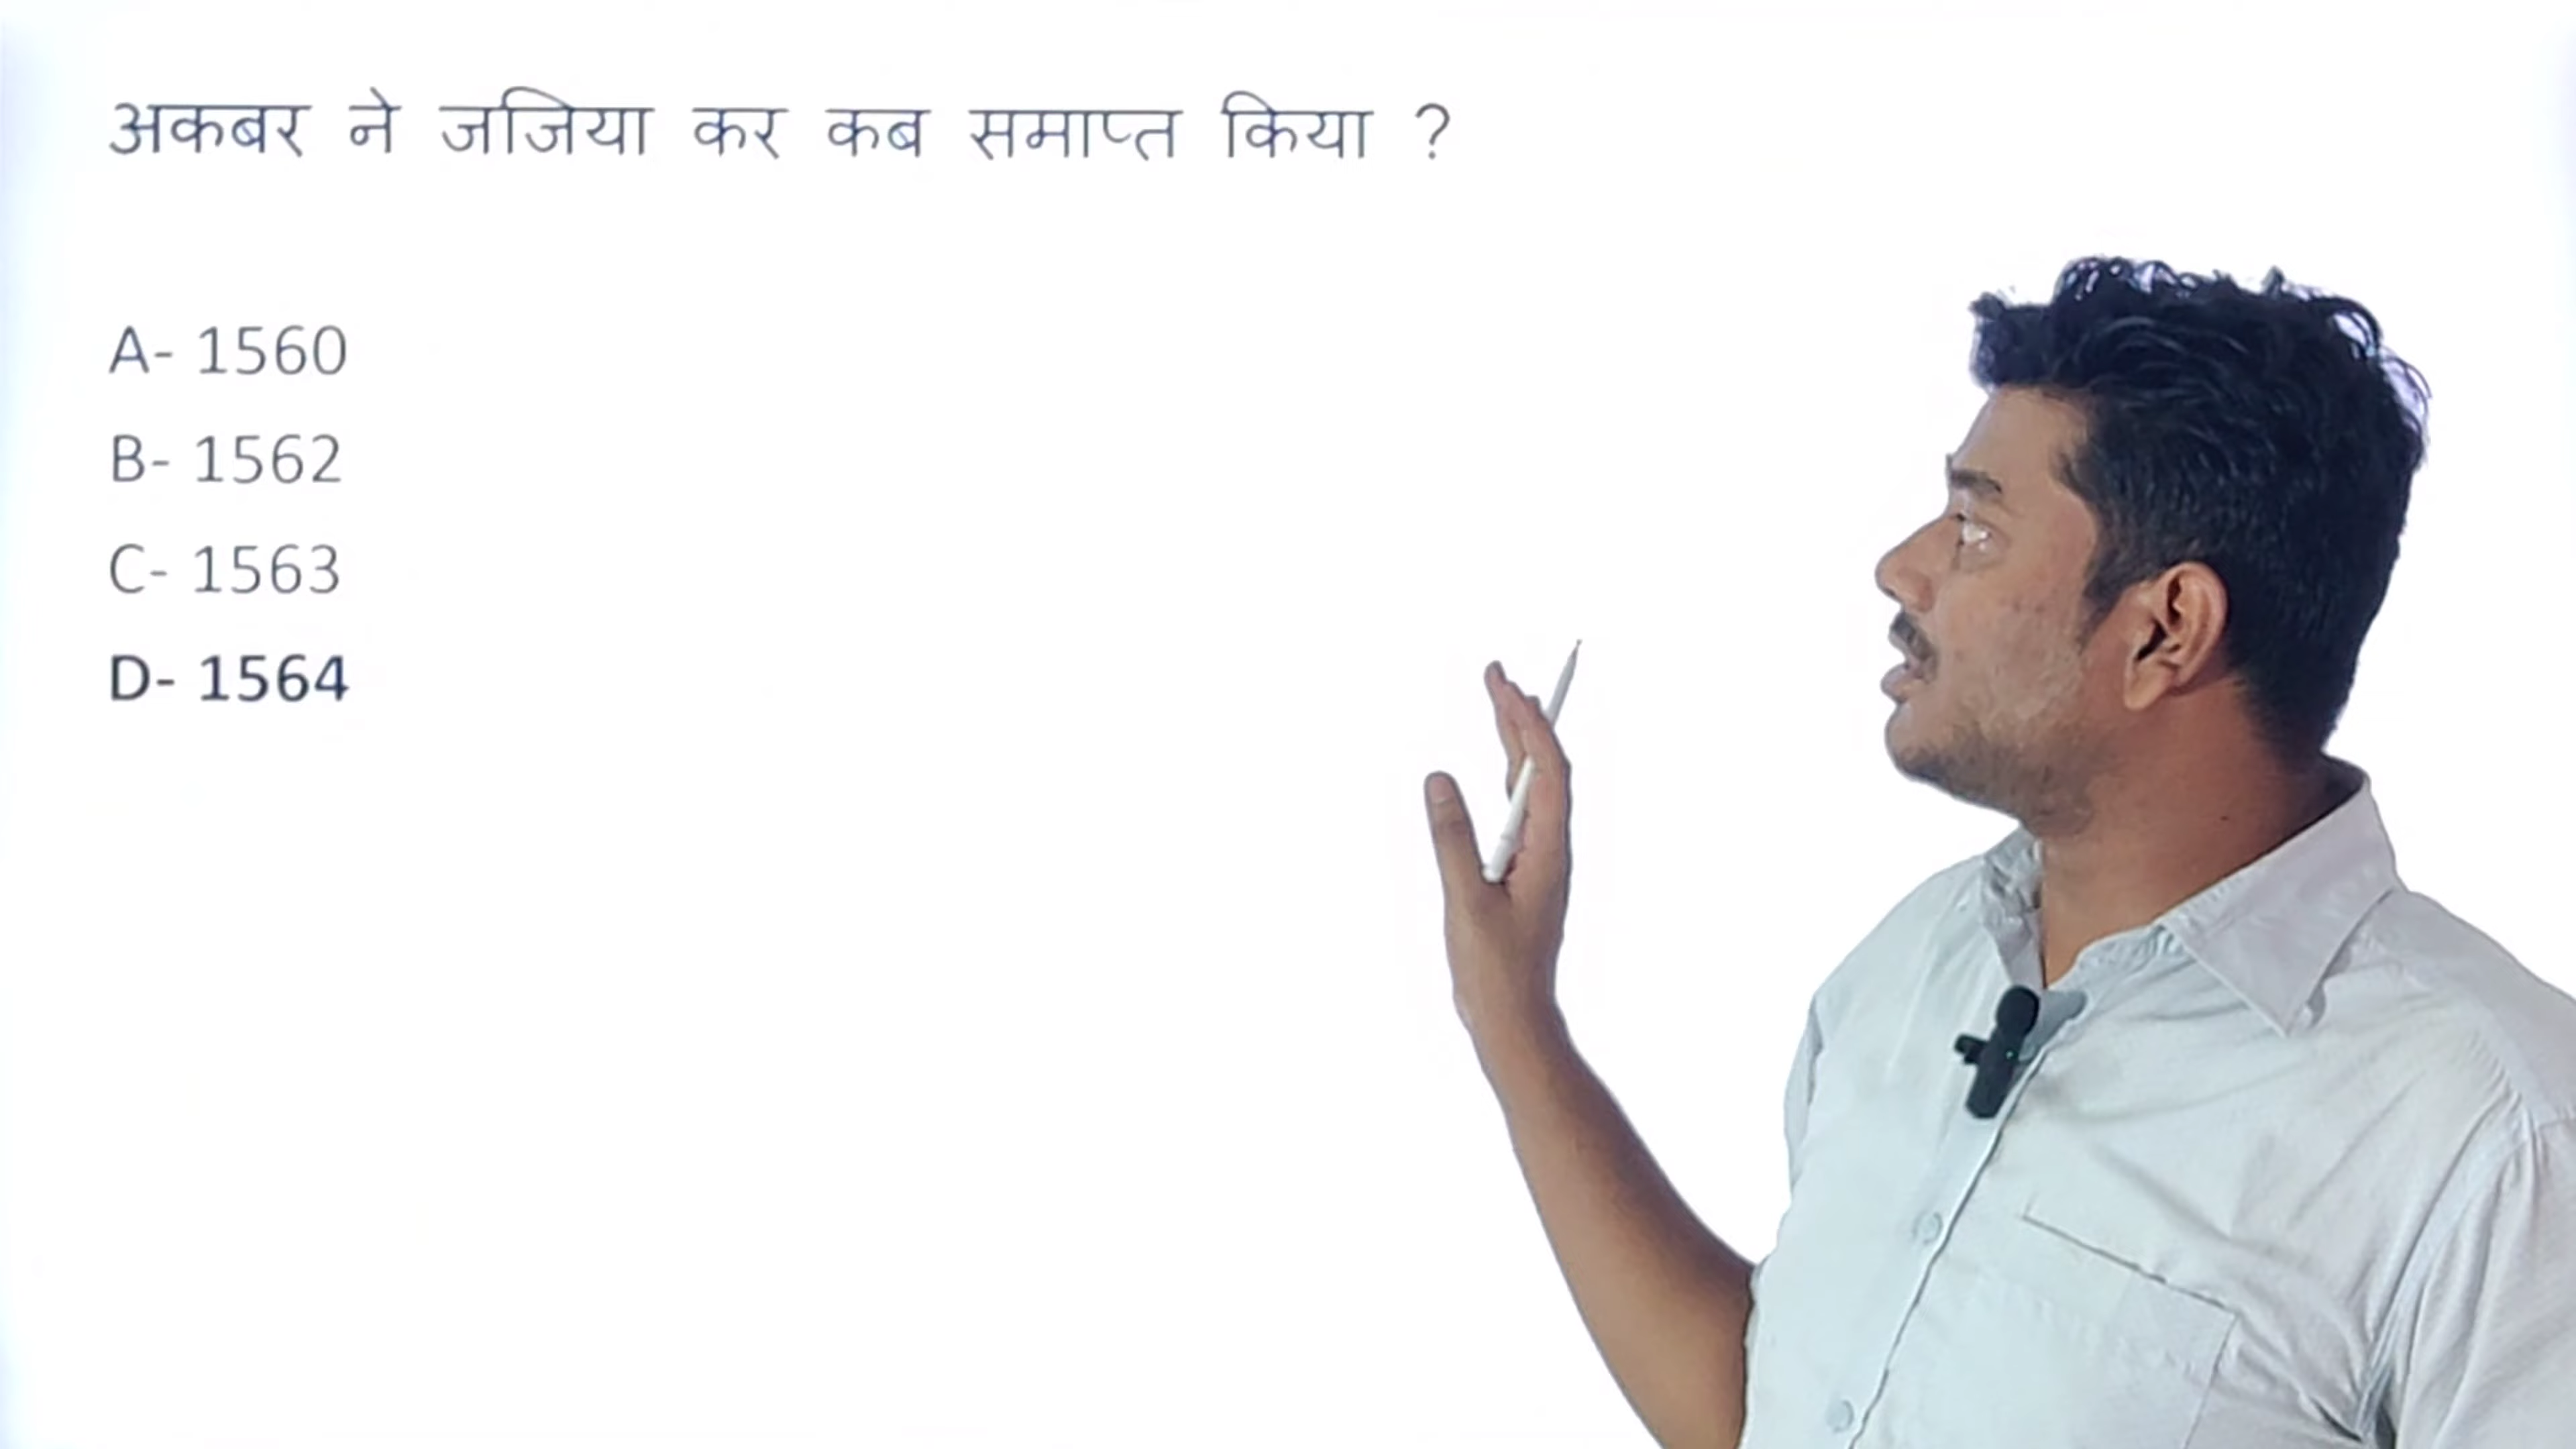 अकबर ने जजिया कर कब समाप्त किया ?
A- 1560
B- 1562
C- 1563
D- 1564